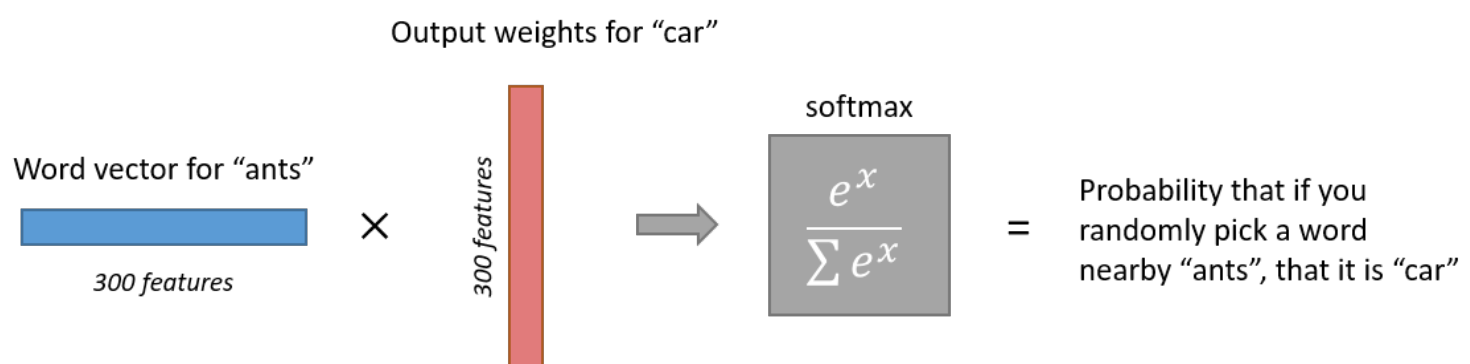 Output weights for “car”
softmax
Word vector for “ants”
300 features
×
300 features
e^x
∑ e^x
=
Probability that if you
randomly pick a word
nearby “ants”, that it is “car”